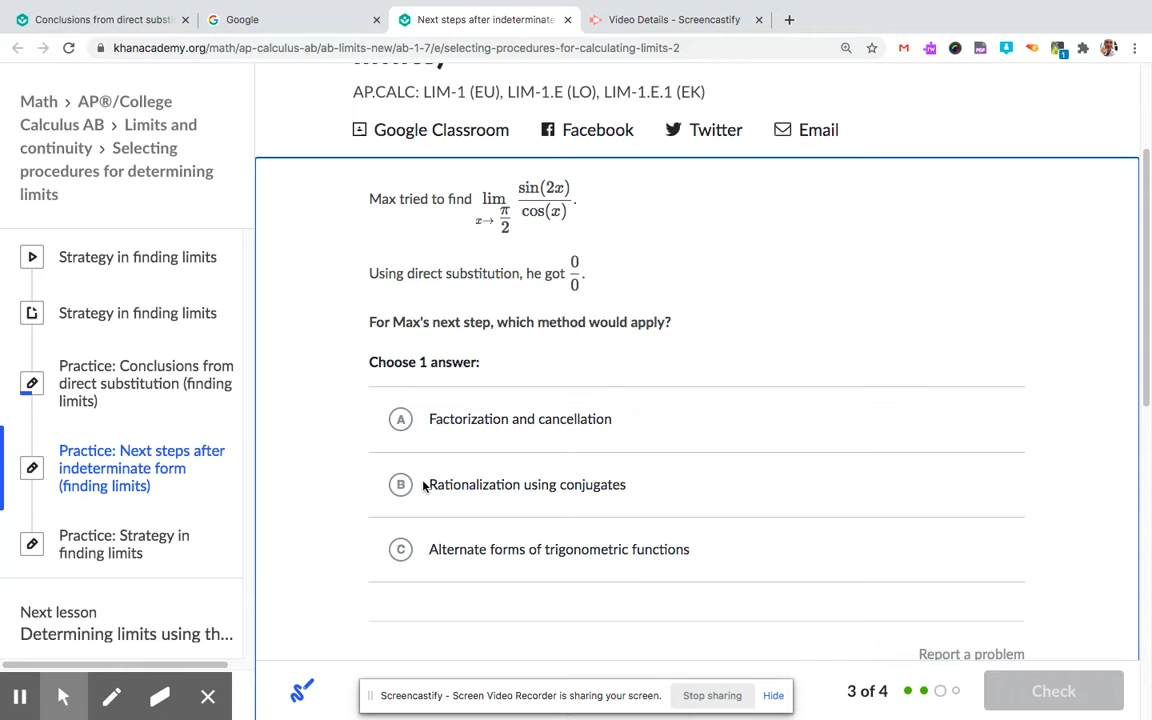 Conclusions from direct subst
Google
Next steps after indeterminate
Video Details - Screencastify
khanacademy.org/math/ap-calculus-ab/ab-limits-new/ab-1-7/e/selecting-procedures-for-calculating-limits-2
Math > AP®/College
Calculus AB > Limits and
continuity > Selecting
procedures for determining
limits
Strategy in finding limits
Strategy in finding limits
Practice: Conclusions from
direct substitution (finding
limits)
Practice: Next steps after
indeterminate form
(finding limits)
Practice: Strategy in
finding limits
Next lesson
Determining limits using th...
AP.CALC: LIM-1 (EU), LIM-1.E (LO), LIM-1.E.1 (EK)
Google Classroom Facebook Twitter Email
Max tried to find lim x→π/2 sin(2x)/cos(x).
Using direct substitution, he got 0/0.
For Max's next step, which method would apply?
Choose 1 answer:
A Factorization and cancellation
B Rationalization using conjugates
C Alternate forms of trigonometric functions
Report a problem
3 of 4
Check
Screencastify - Screen Video Recorder is sharing your screen. Stop sharing Hide